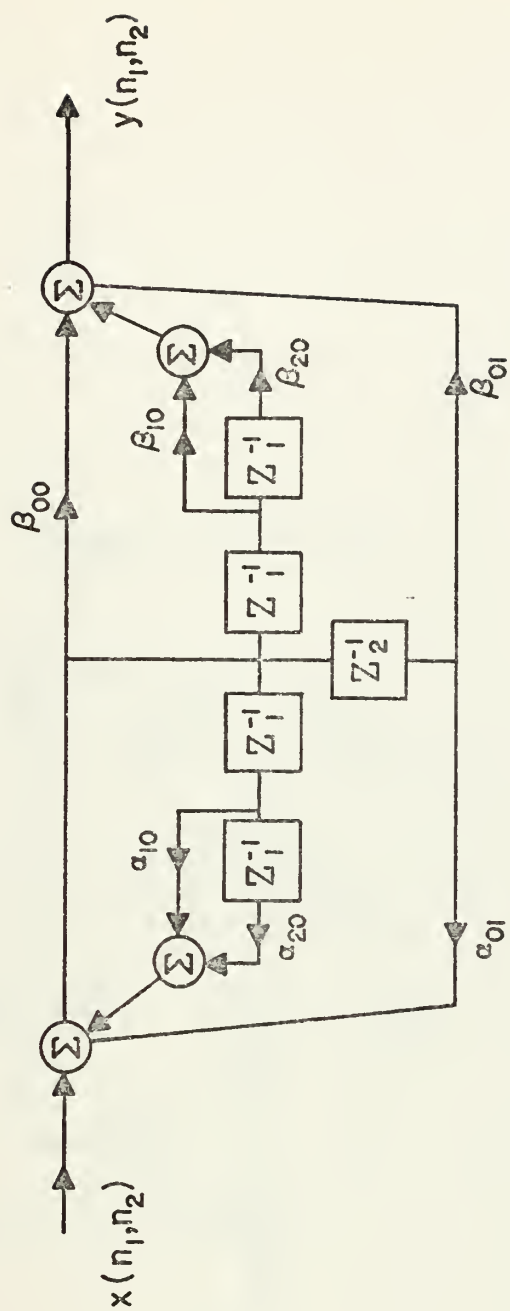 x(n₁,n₂)
Σ
β₀₀
Σ
y(n₁,n₂)
α₁₀
Σ
α₂₀
Z₁⁻¹
Z₁⁻¹
Z₁⁻¹
Z₁⁻¹
β₁₀
β₂₀
Σ
Z₂⁻¹
α₀₁
β₀₁